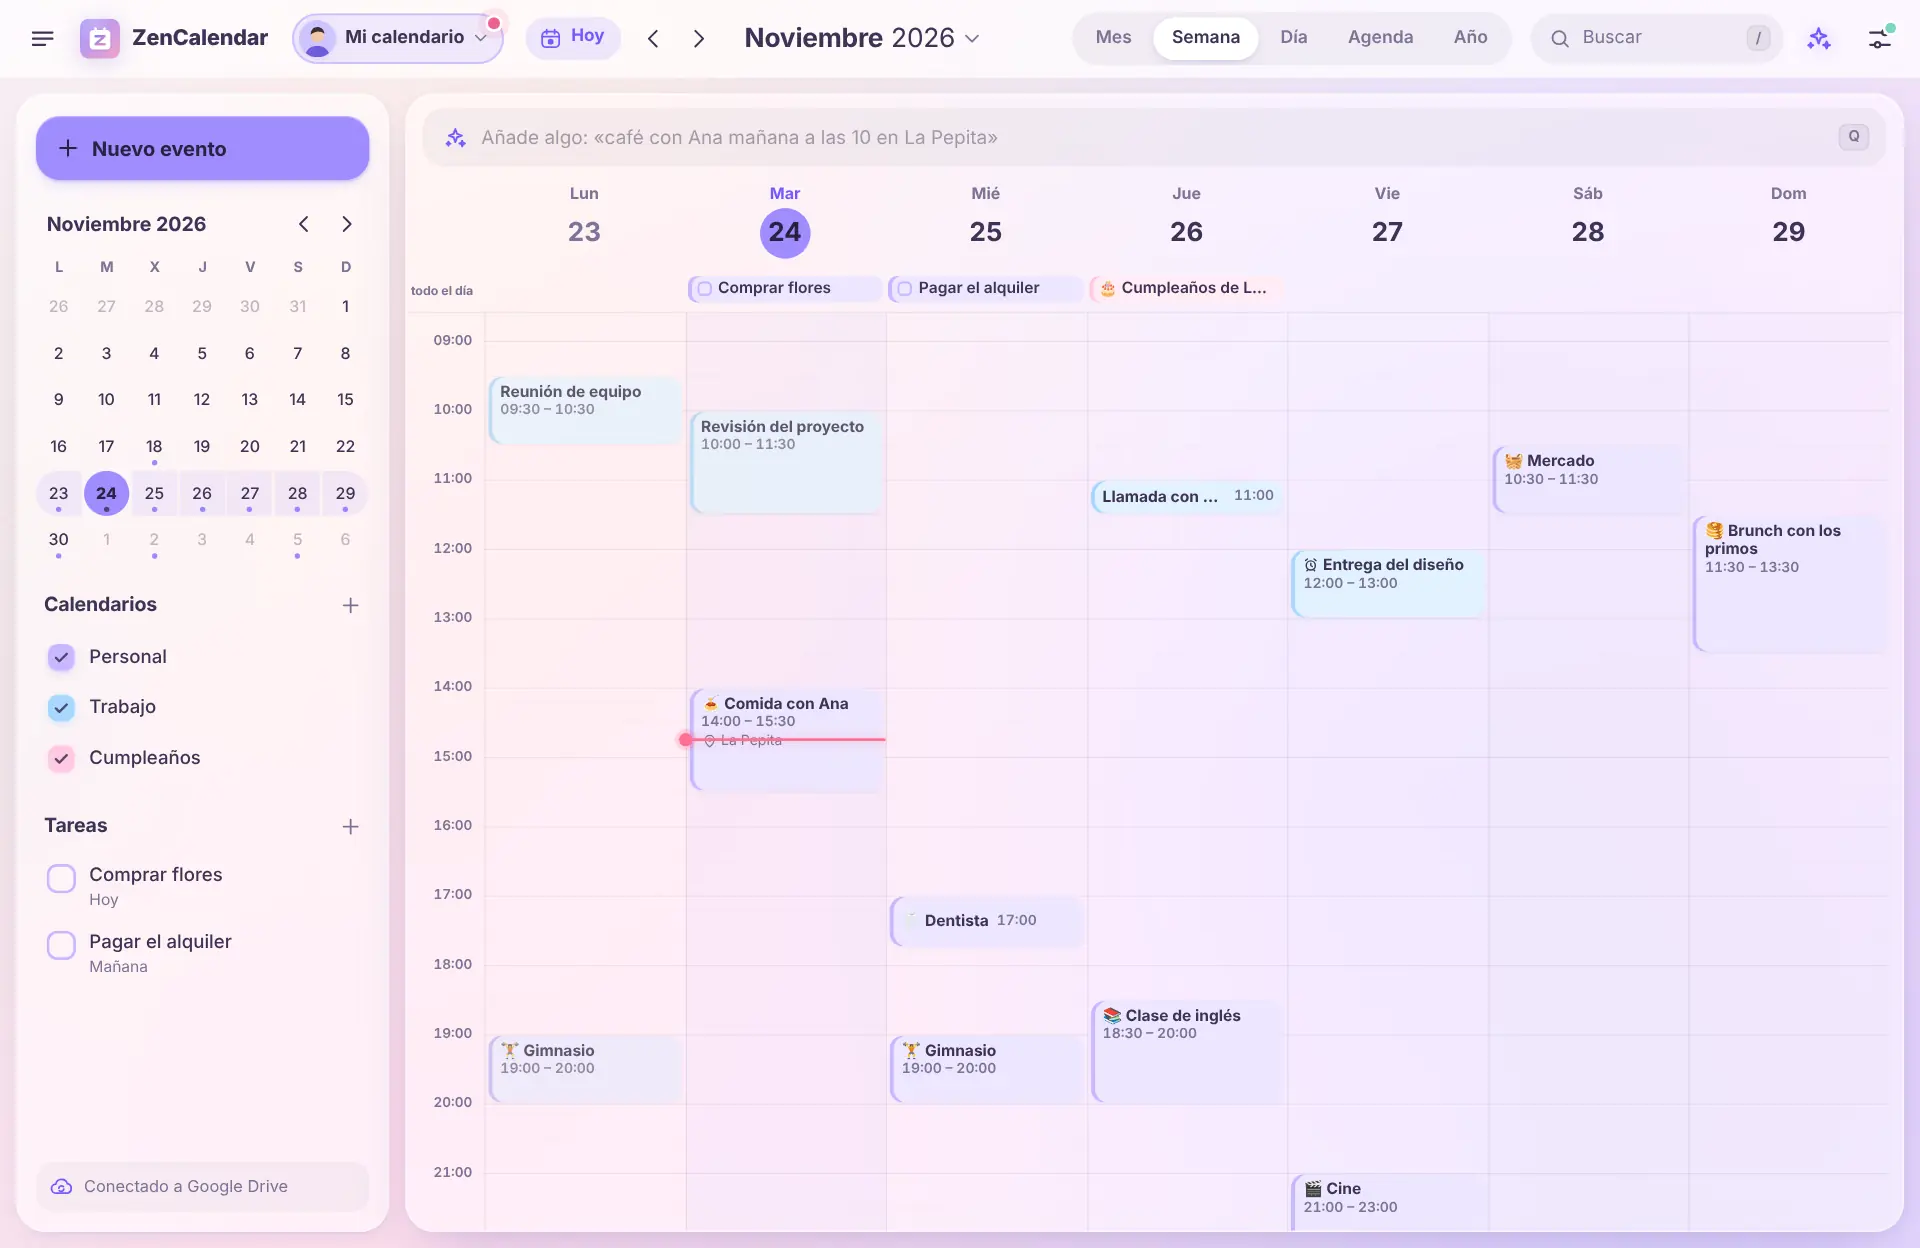 ZenCalendar
Mi calendario
Hoy
Noviembre 2026
Mes
Semana
Día
Agenda
Año
Buscar
/
Nuevo evento
Noviembre 2026
L M X J V S D
26 27 28 29 30 31 1
2 3 4 5 6 7 8
9 10 11 12 13 14 15
16 17 18 19 20 21 22
23 24 25 26 27 28 29
30 1 2 3 4 5 6
Calendarios
Personal
Trabajo
Cumpleaños
Tareas
Comprar flores
Hoy
Pagar el alquiler
Mañana
Conectado a Google Drive
Añade algo: «café con Ana mañana a las 10 en La Pepita»
Q
Lun Mar Mié Jue Vie Sáb Dom
23 24 25 26 27 28 29
todo el día
Comprar flores
Pagar el alquiler
Cumpleaños de L...
09:00
10:00
11:00
12:00
13:00
14:00
15:00
16:00
17:00
18:00
19:00
20:00
21:00
Reunión de equipo
09:30 – 10:30
Gimnasio
19:00 – 20:00
Revisión del proyecto
10:00 – 11:30
Comida con Ana
14:00 – 15:30
La Pepita
Dentista 17:00
Gimnasio
19:00 – 20:00
Llamada con ... 11:00
Clase de inglés
18:30 – 20:00
Entrega del diseño
12:00 – 13:00
Cine
21:00 – 23:00
Mercado
10:30 – 11:30
Brunch con los
primos
11:30 – 13:30